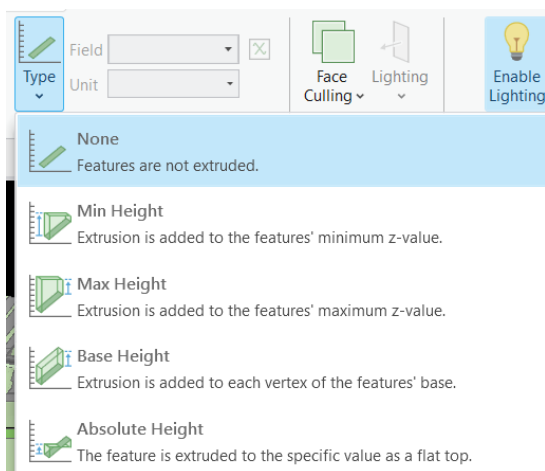 Type
Field
Unit
Face
Culling
Lighting
Enable
Lighting
None
Features are not extruded.
Min Height
Extrusion is added to the features' minimum z-value.
Max Height
Extrusion is added to the features' maximum z-value.
Base Height
Extrusion is added to each vertex of the features' base.
Absolute Height
The feature is extruded to the specific value as a flat top.